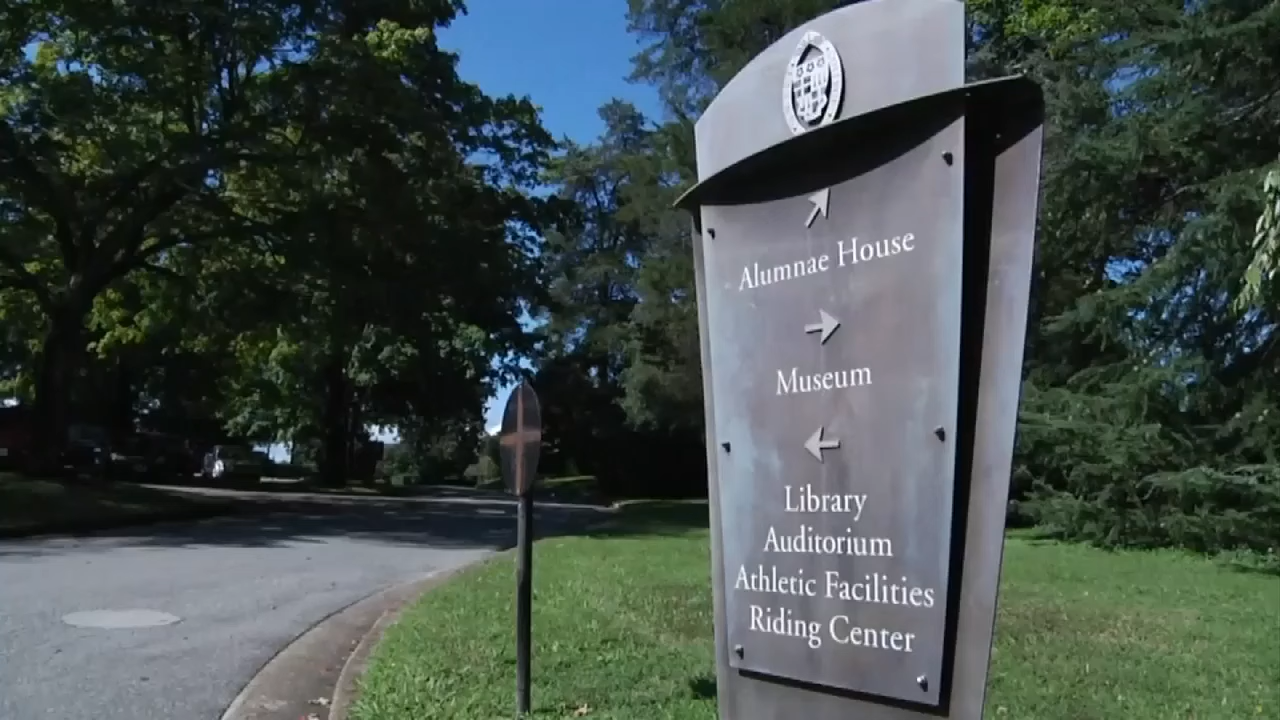 Alumnae House
Museum
Library
Auditorium
Athletic Facilities
Riding Center